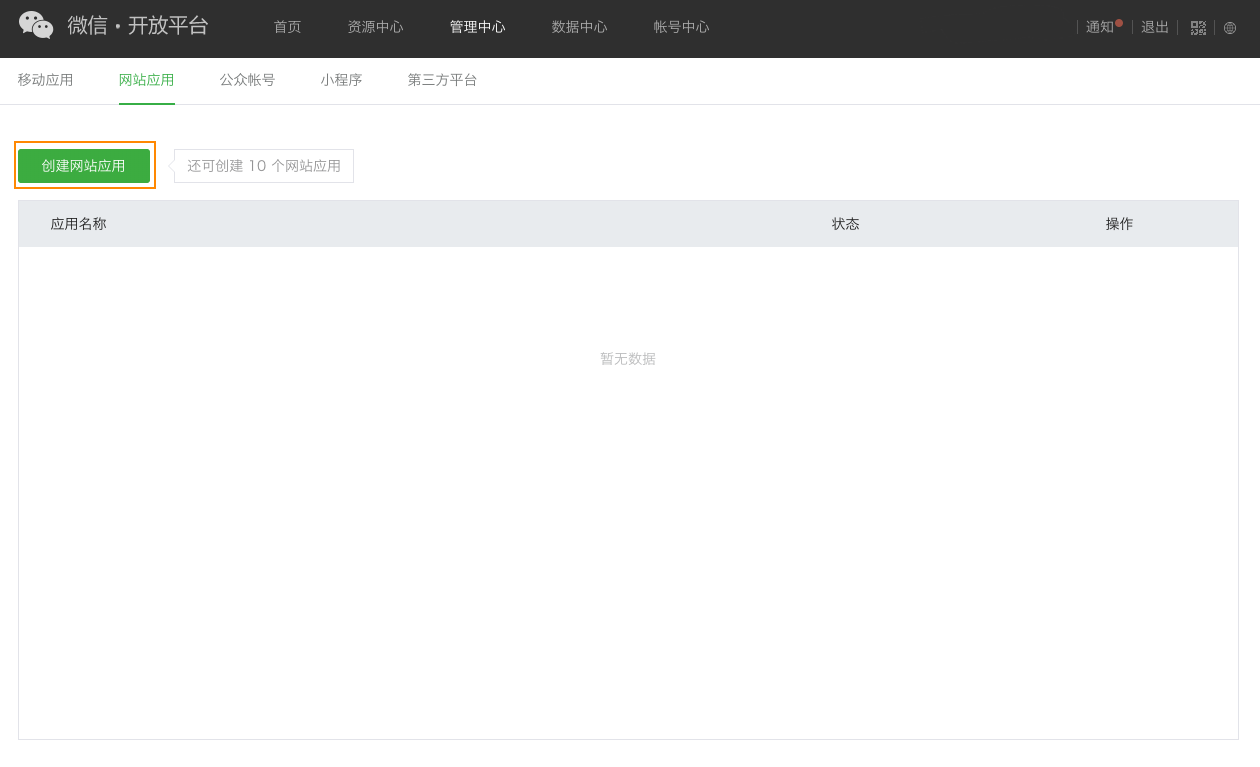 微信·开放平台 首页 资源中心 管理中心 数据中心 帐号中心 通知 退出
移动应用 网站应用 公众帐号 小程序 第三方平台
创建网站应用 还可创建 10 个网站应用
应用名称 状态 操作
暂无数据